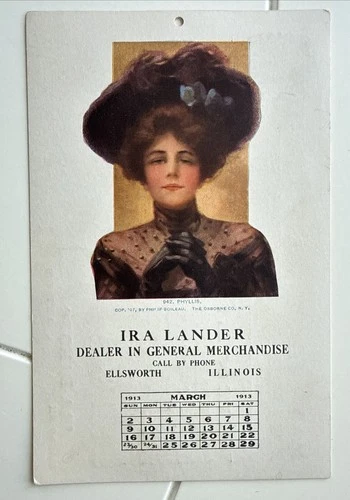 942. PHYLLIS.
COP. '07, BY PHILIP BOILEAU. THE OSBORNE CO. N. Y.
IRA LANDER
DEALER IN GENERAL MERCHANDISE
CALL BY PHONE
ELLSWORTH ILLINOIS
1913 MARCH 1913
SUN MON TUE WED THU FRI SAT
1
2 3 4 5 6 7 8
9 10 11 12 13 14 15
16 17 18 19 20 21 22
23/30 24/31 25 26 27 28 29